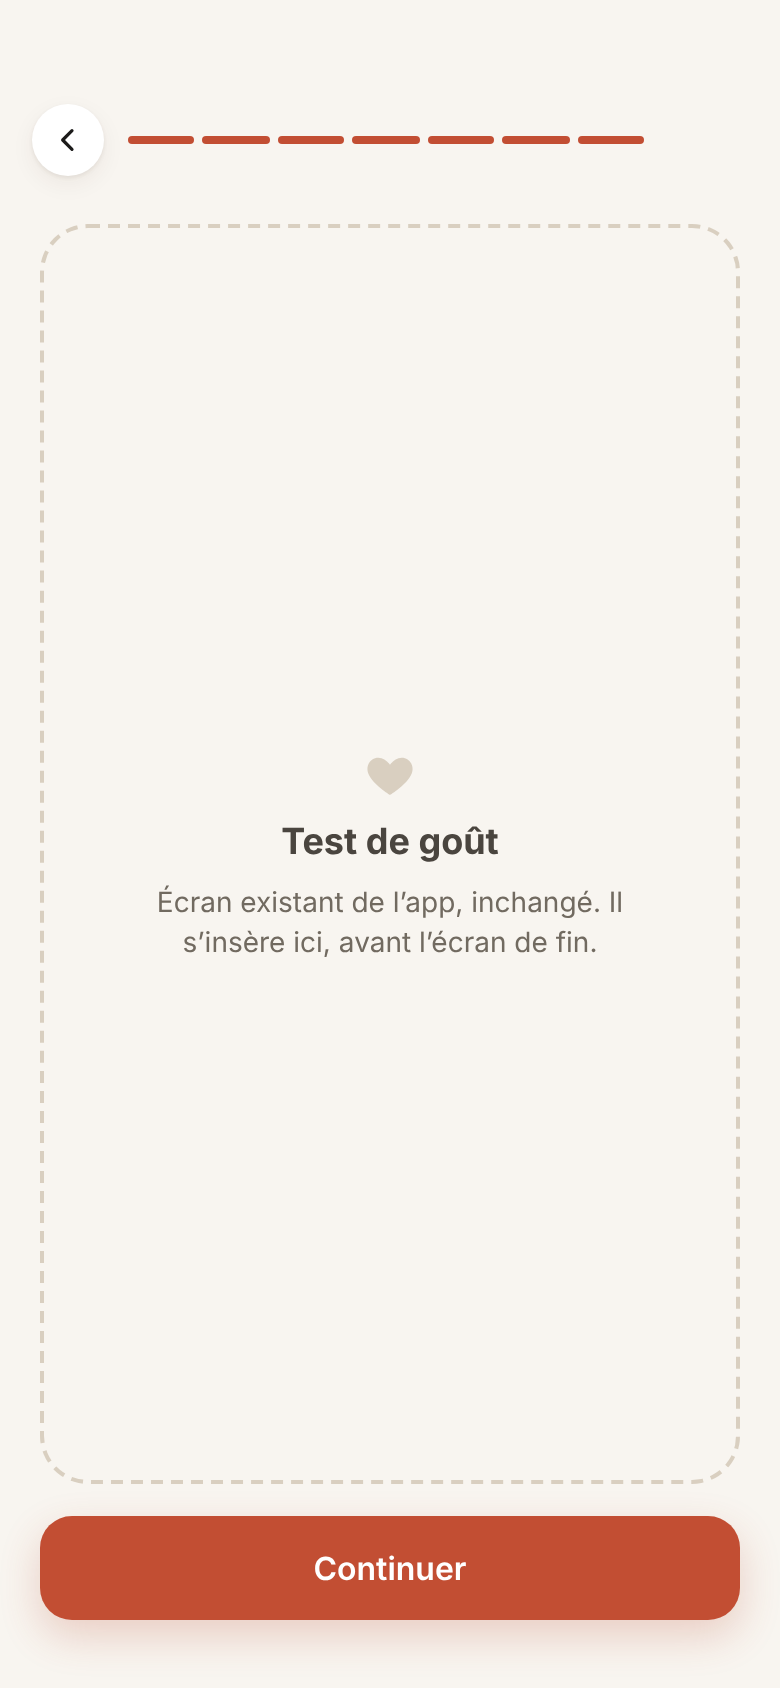 Test de goût
Écran existant de l’app, inchangé. Il
s’insère ici, avant l’écran de fin.
Continuer